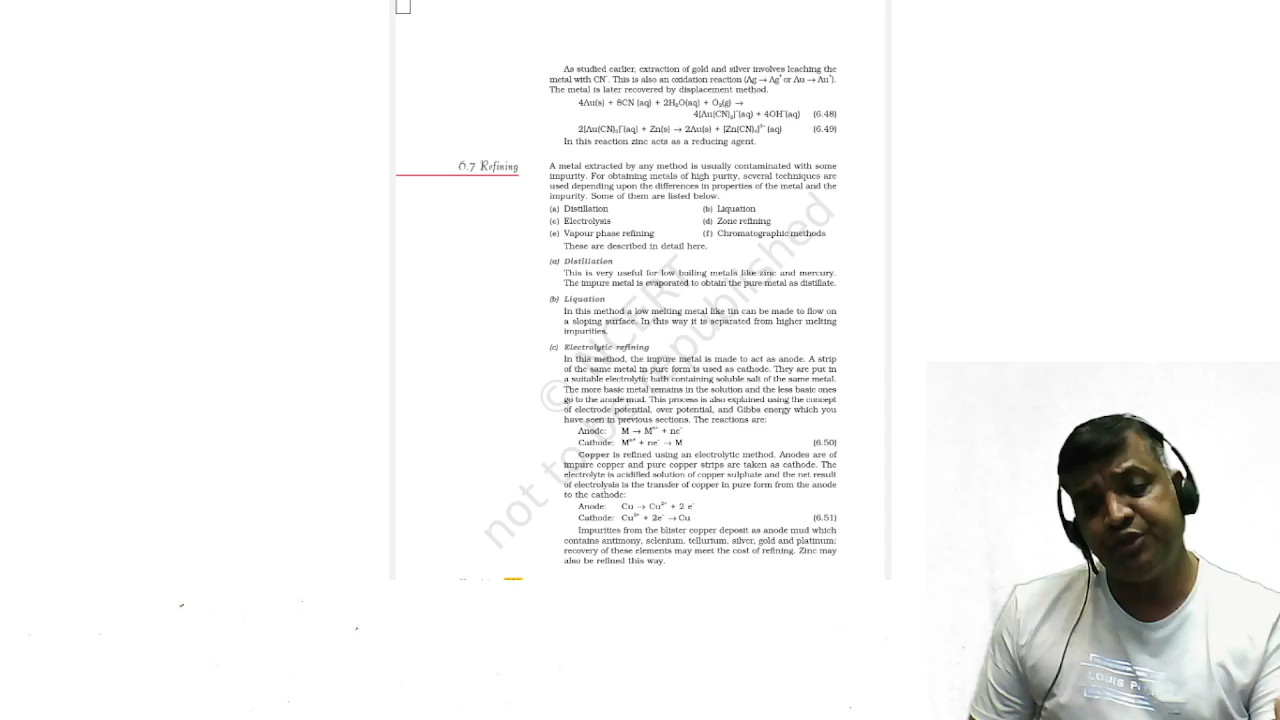 As studied earlier, extraction of gold and silver involves leaching the
metal with CN⁻. This is also an oxidation reaction (Ag → Ag⁺ or Au → Au⁺).
The metal is later recovered by displacement method.
4Au(s) + 8CN⁻(aq) + 2H₂O(aq) + O₂(g) →
4[Au(CN)₂]⁻(aq) + 4OH⁻(aq) (6.48)
2[Au(CN)₂]⁻(aq) + Zn(s) → 2Au(s) + [Zn(CN)₄]²⁻ (aq) (6.49)
In this reaction zinc acts as a reducing agent.
6.7 Refining
A metal extracted by any method is usually contaminated with some
impurity. For obtaining metals of high purity, several techniques are
used depending upon the differences in properties of the metal and the
impurity. Some of them are listed below.
(a) Distillation (b) Liquation
(c) Electrolysis (d) Zone refining
(e) Vapour phase refining (f) Chromatographic methods
These are described in detail here.
(a) Distillation
This is very useful for low boiling metals like zinc and mercury.
The impure metal is evaporated to obtain the pure metal as distillate.
(b) Liquation
In this method a low melting metal like tin can be made to flow on
a sloping surface. In this way it is separated from higher melting
impurities.
(c) Electrolytic refining
In this method, the impure metal is made to act as anode. A strip
of the same metal in pure form is used as cathode. They are put in
a suitable electrolytic bath containing soluble salt of the same metal.
The more basic metal remains in the solution and the less basic ones
go to the anode mud. This process is also explained using the concept
of electrode potential, over potential, and Gibbs energy which you
have seen in previous sections. The reactions are:
Anode: M → Mⁿ⁺ + ne⁻
Cathode: Mⁿ⁺ + ne⁻ → M (6.50)
Copper is refined using an electrolytic method. Anodes are of
impure copper and pure copper strips are taken as cathode. The
electrolyte is acidified solution of copper sulphate and the net result
of electrolysis is the transfer of copper in pure form from the anode
to the cathode:
Anode: Cu → Cu²⁺ + 2 e⁻
Cathode: Cu²⁺ + 2e⁻ → Cu (6.51)
Impurities from the blister copper deposit as anode mud which
contains antimony, selenium, tellurium, silver, gold and platinum;
recovery of these elements may meet the cost of refining. Zinc may
also be refined this way.
© NCERT
not to be republished
LOUIS